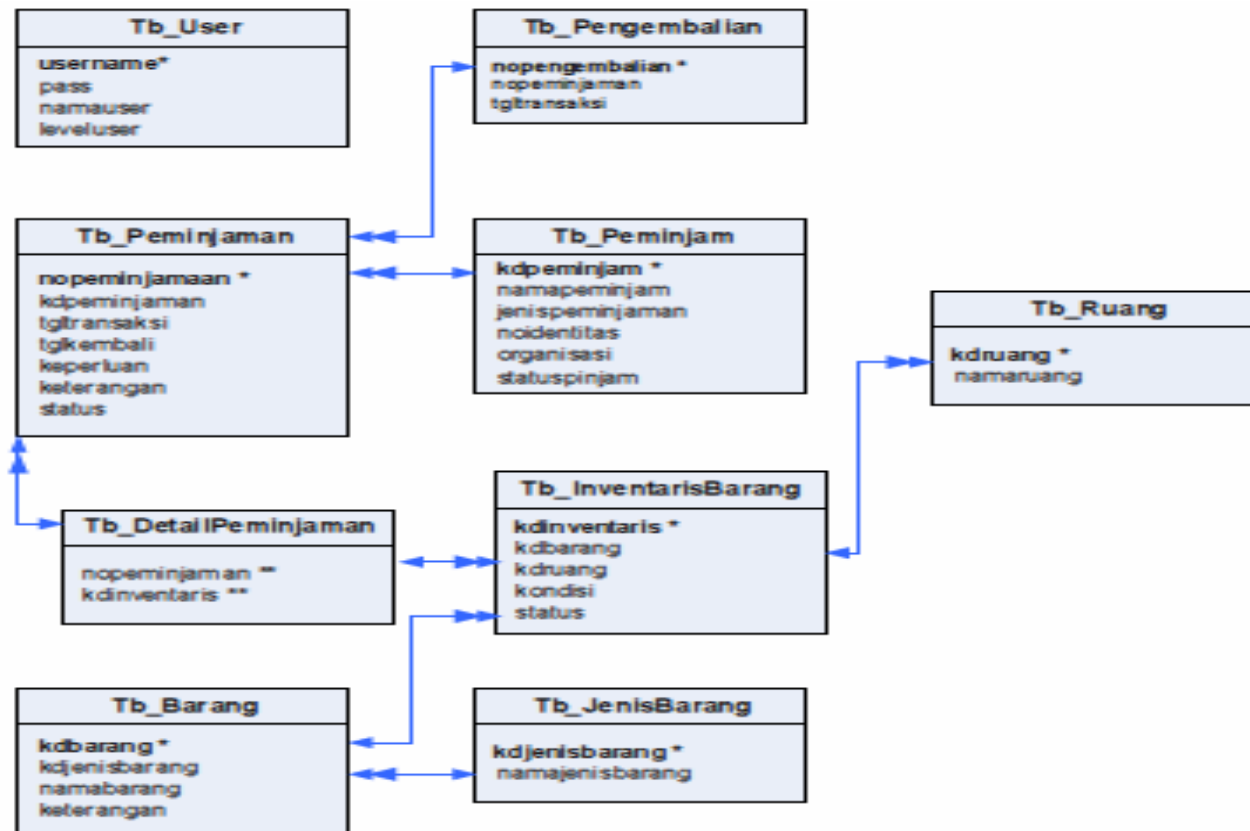 Tb_User
username*
pass
namauser
leveluser
Tb_Pengembalian
nopengembalian *
nopeminjaman
tgltransaksi
Tb_Peminjaman
nopeminjamaan *
kdpeminjaman
tgltransaksi
tglkembali
keperluan
keterangan
status
Tb_Peminjam
kdpeminjam *
namapeminjam
jenispeminjaman
noidentitas
organisasi
statuspinjam
Tb_Ruang
kdruang *
namaruang
Tb_DetailPeminjaman
nopeminjaman **
kdinventaris **
Tb_InventarisBarang
kdinventaris *
kdbarang
kdruang
kondisi
status
Tb_Barang
kdbarang *
kdjenisbarang
namabarang
keterangan
Tb_JenisBarang
kdjenisbarang *
namajenisbarang